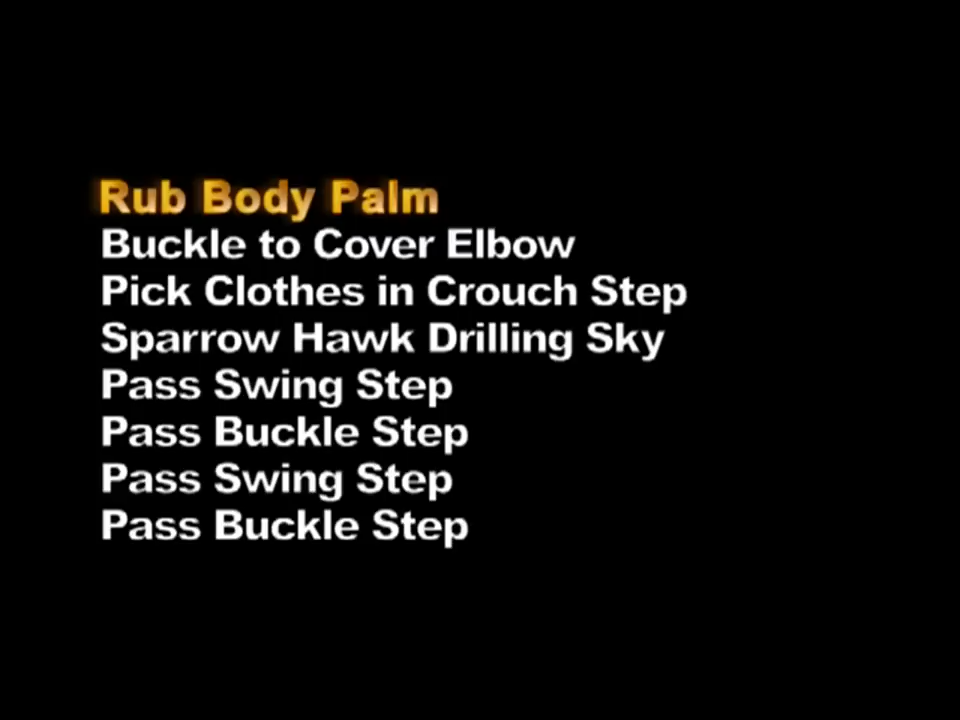 Rub Body Palm
Buckle to Cover Elbow
Pick Clothes in Crouch Step
Sparrow Hawk Drilling Sky
Pass Swing Step
Pass Buckle Step
Pass Swing Step
Pass Buckle Step